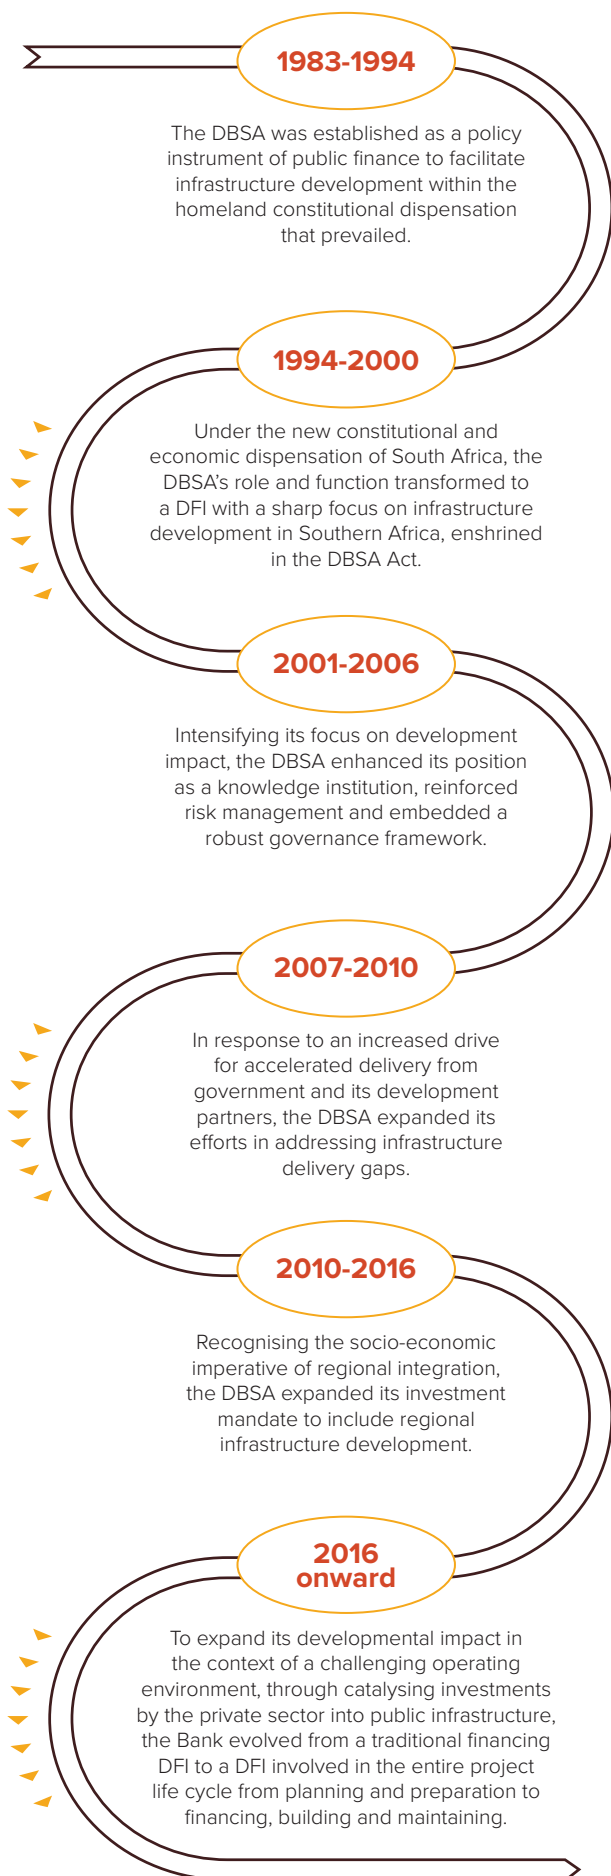 1983-1994
The DBSA was established as a policy
instrument of public finance to facilitate
infrastructure development within the
homeland constitutional dispensation
that prevailed.
1994-2000
Under the new constitutional and
economic dispensation of South Africa, the
DBSA's role and function transformed to
a DFI with a sharp focus on infrastructure
development in Southern Africa, enshrined
in the DBSA Act.
2001-2006
Intensifying its focus on development
impact, the DBSA enhanced its position
as a knowledge institution, reinforced
risk management and embedded a
robust governance framework.
2007-2010
In response to an increased drive
for accelerated delivery from
government and its development
partners, the DBSA expanded its
efforts in addressing infrastructure
delivery gaps.
2010-2016
Recognising the socio-economic
imperative of regional integration,
the DBSA expanded its investment
mandate to include regional
infrastructure development.
2016
onward
To expand its developmental impact in
the context of a challenging operating
environment, through catalysing investments
by the private sector into public infrastructure,
the Bank evolved from a traditional financing
DFI to a DFI involved in the entire project
life cycle from planning and preparation to
financing, building and maintaining.